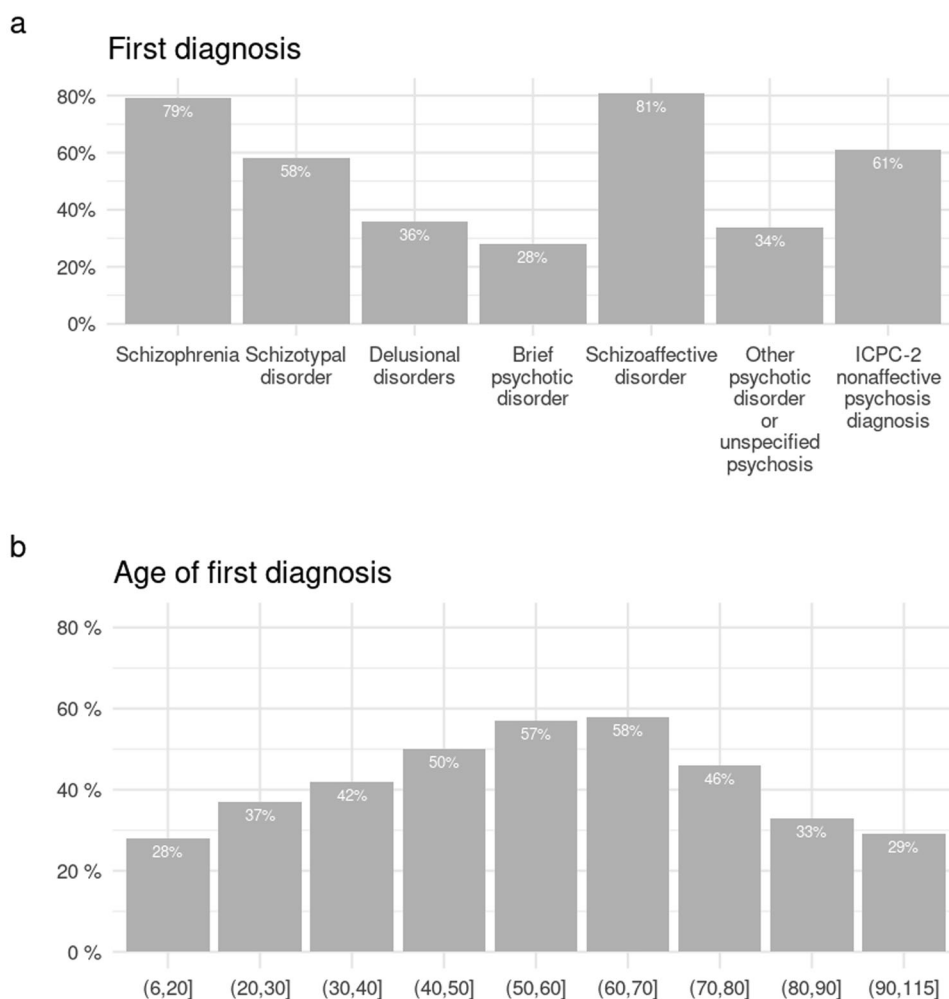 a
First diagnosis
80%
60%
40%
20%
0%
79%
58%
36%
28%
81%
34%
61%
Schizophrenia
Schizotypal
disorder
Delusional
disorders
Brief
psychotic
disorder
Schizoaffective
disorder
Other
psychotic
disorder
or
unspecified
psychosis
ICPC-2
nonaffective
psychosis
diagnosis
b
Age of first diagnosis
80 %
60 %
40 %
20 %
0 %
28%
37%
42%
50%
57%
58%
46%
33%
29%
(6,20]
(20,30]
(30,40]
(40,50]
(50,60]
(60,70]
(70,80]
(80,90]
(90,115]